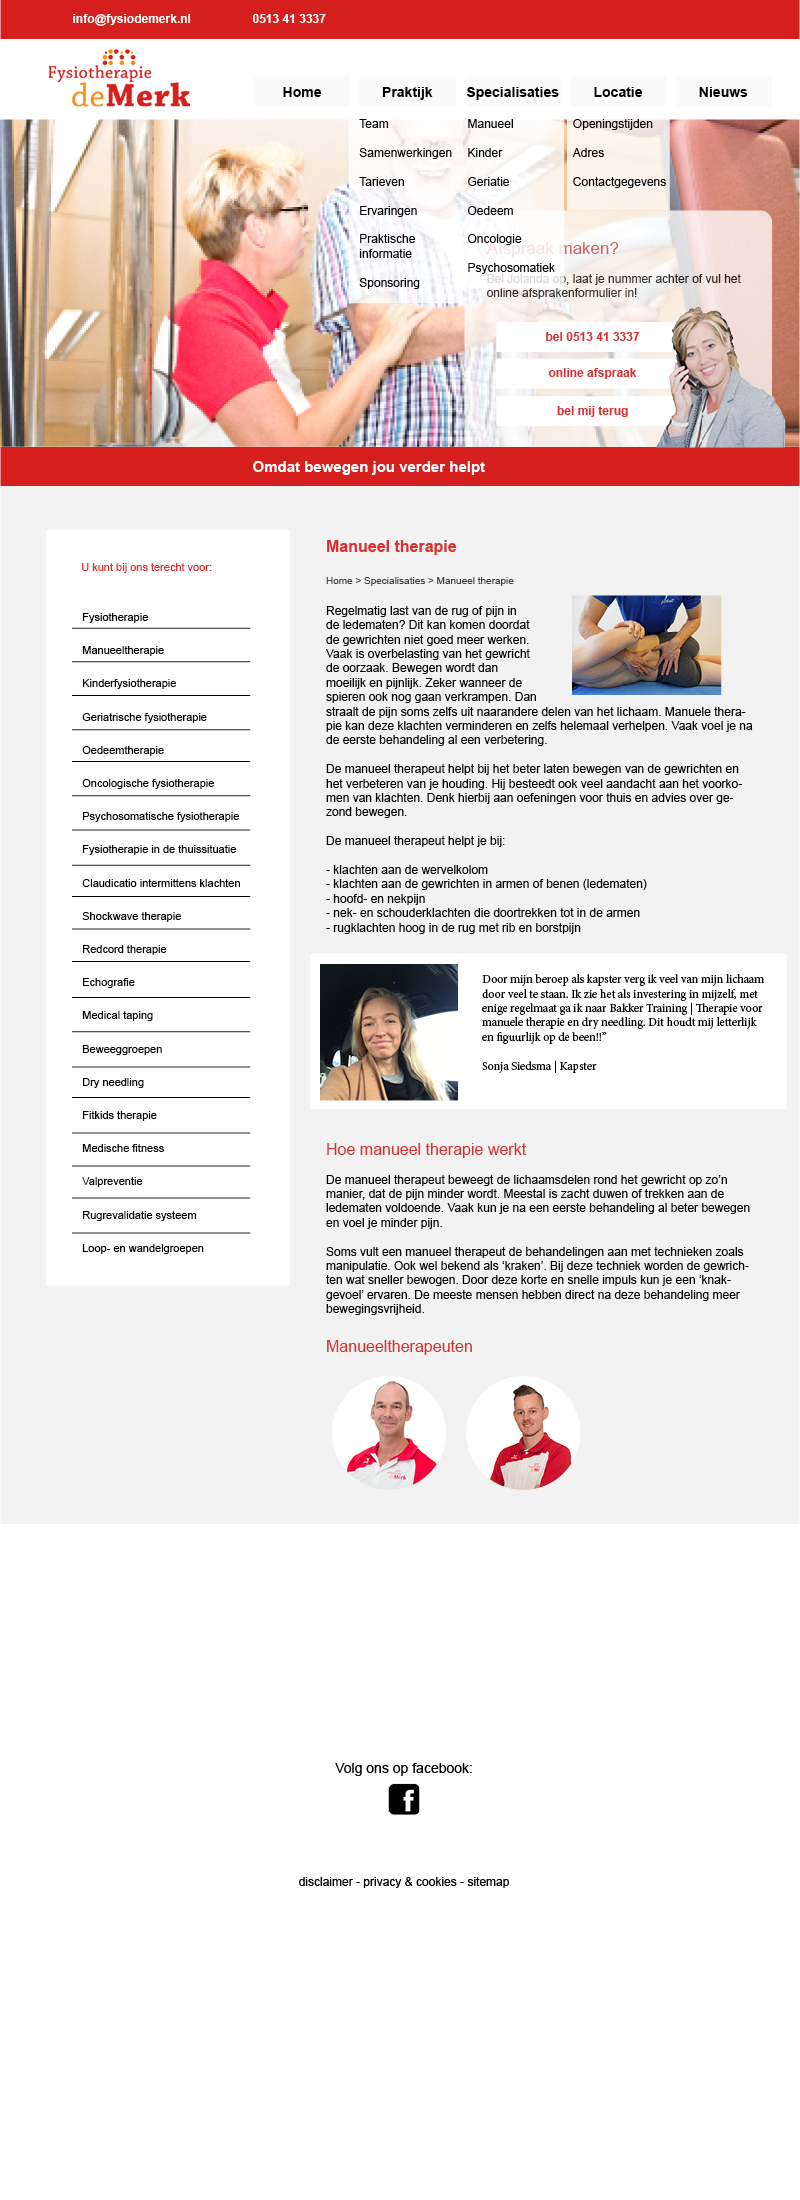 info@fysiodemerk.nl
0513 41 3337
Fysiotherapie
deMerk
Home
Praktijk
Specialisaties
Locatie
Nieuws
Team
Samenwerkingen
Tarieven
Ervaringen
Praktische
informatie
Sponsoring
Manueel
Kinder
Geriatie
Oedeem
Oncologie
Psychosomatiek
Openingstijden
Adres
Contactgegevens
Afspraak maken?
Bel Jolanda op, laat je nummer achter of vul het
online afsprakenformulier in!
bel 0513 41 3337
online afspraak
bel mij terug
Omdat bewegen jou verder helpt
U kunt bij ons terecht voor:
Fysiotherapie
Manueeltherapie
Kinderfysiotherapie
Geriatrische fysiotherapie
Oedeemtherapie
Oncologische fysiotherapie
Psychosomatische fysiotherapie
Fysiotherapie in de thuissituatie
Claudicatio intermittens klachten
Shockwave therapie
Redcord therapie
Echografie
Medical taping
Beweeggroepen
Dry needling
Fitkids therapie
Medische fitness
Valpreventie
Rugrevalidatie systeem
Loop- en wandelgroepen
Manueel therapie
Home > Specialisaties > Manueel therapie
Regelmatig last van de rug of pijn in
de ledematen? Dit kan komen doordat
de gewrichten niet goed meer werken.
Vaak is overbelasting van het gewricht
de oorzaak. Bewegen wordt dan
moeilijk en pijnlijk. Zeker wanneer de
spieren ook nog gaan verkrampen. Dan
straalt de pijn soms zelfs uit naarandere delen van het lichaam. Manuele thera-
pie kan deze klachten verminderen en zelfs helemaal verhelpen. Vaak voel je na
de eerste behandeling al een verbetering.
De manueel therapeut helpt bij het beter laten bewegen van de gewrichten en
het verbeteren van je houding. Hij besteedt ook veel aandacht aan het voorko-
men van klachten. Denk hierbij aan oefeningen voor thuis en advies over ge-
zond bewegen.
De manueel therapeut helpt je bij:
- klachten aan de wervelkolom
- klachten aan de gewrichten in armen of benen (ledematen)
- hoofd- en nekpijn
- nek- en schouderklachten die doortrekken tot in de armen
- rugklachten hoog in de rug met rib en borstpijn
Door mijn beroep als kapster verg ik veel van mijn lichaam
door veel te staan. Ik zie het als investering in mijzelf, met
enige regelmaat ga ik naar Bakker Training | Therapie voor
manuele therapie en dry needling. Dit houdt mij letterlijk
en figuurlijk op de been!!”
Sonja Siedsma | Kapster
Hoe manueel therapie werkt
De manueel therapeut beweegt de lichaamsdelen rond het gewricht op zo’n
manier, dat de pijn minder wordt. Meestal is zacht duwen of trekken aan de
ledematen voldoende. Vaak kun je na een eerste behandeling al beter bewegen
en voel je minder pijn.
Soms vult een manueel therapeut de behandelingen aan met technieken zoals
manipulatie. Ook wel bekend als ‘kraken’. Bij deze techniek worden de gewrich-
ten wat sneller bewogen. Door deze korte en snelle impuls kun je een ‘knak-
gevoel’ ervaren. De meeste mensen hebben direct na deze behandeling meer
bewegingsvrijheid.
Manueeltherapeuten
Volg ons op facebook:
disclaimer - privacy & cookies - sitemap